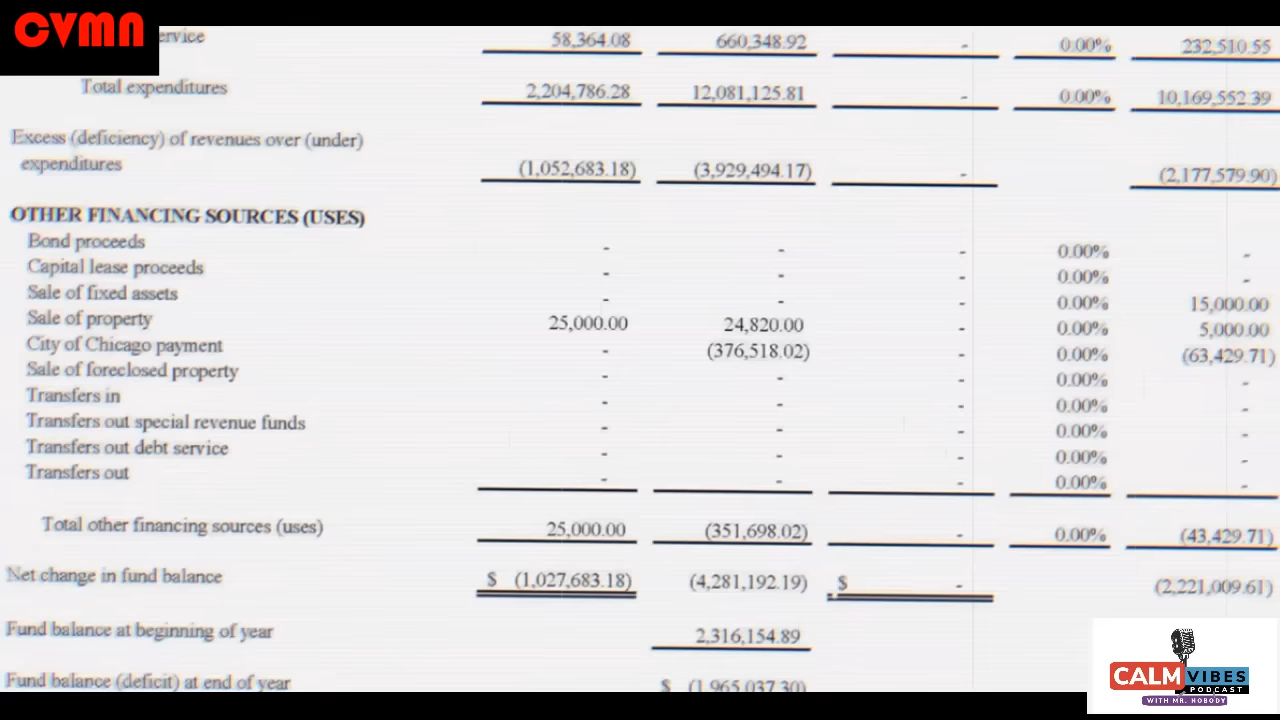 CVMN
ervice 58,364.08 660,348.92 - 0.00% 232,510.55
Total expenditures 2,204,786.28 12,081,125.81 - 0.00% 10,169,552.39
Excess (deficiency) of revenues over (under)
expenditures (1,052,683.18) (3,929,494.17) - (2,177,579.90)
OTHER FINANCING SOURCES (USES)
Bond proceeds - - - 0.00% -
Capital lease proceeds - - - 0.00% -
Sale of fixed assets - - - 0.00% 15,000.00
Sale of property 25,000.00 24,820.00 - 0.00% 5,000.00
City of Chicago payment - (376,518.02) - 0.00% (63,429.71)
Sale of foreclosed property - - - 0.00% -
Transfers in - - - 0.00% -
Transfers out special revenue funds - - - 0.00% -
Transfers out debt service - - - 0.00% -
Transfers out - - - 0.00% -
Total other financing sources (uses) 25,000.00 (351,698.02) - 0.00% (43,429.71)
Net change in fund balance $ (1,027,683.18) (4,281,192.19) $ - (2,221,009.61)
Fund balance at beginning of year 2,316,154.89
Fund balance (deficit) at end of year $ (1,965,037.30)
CALM VIBES
PODCAST
WITH MR. NOBODY